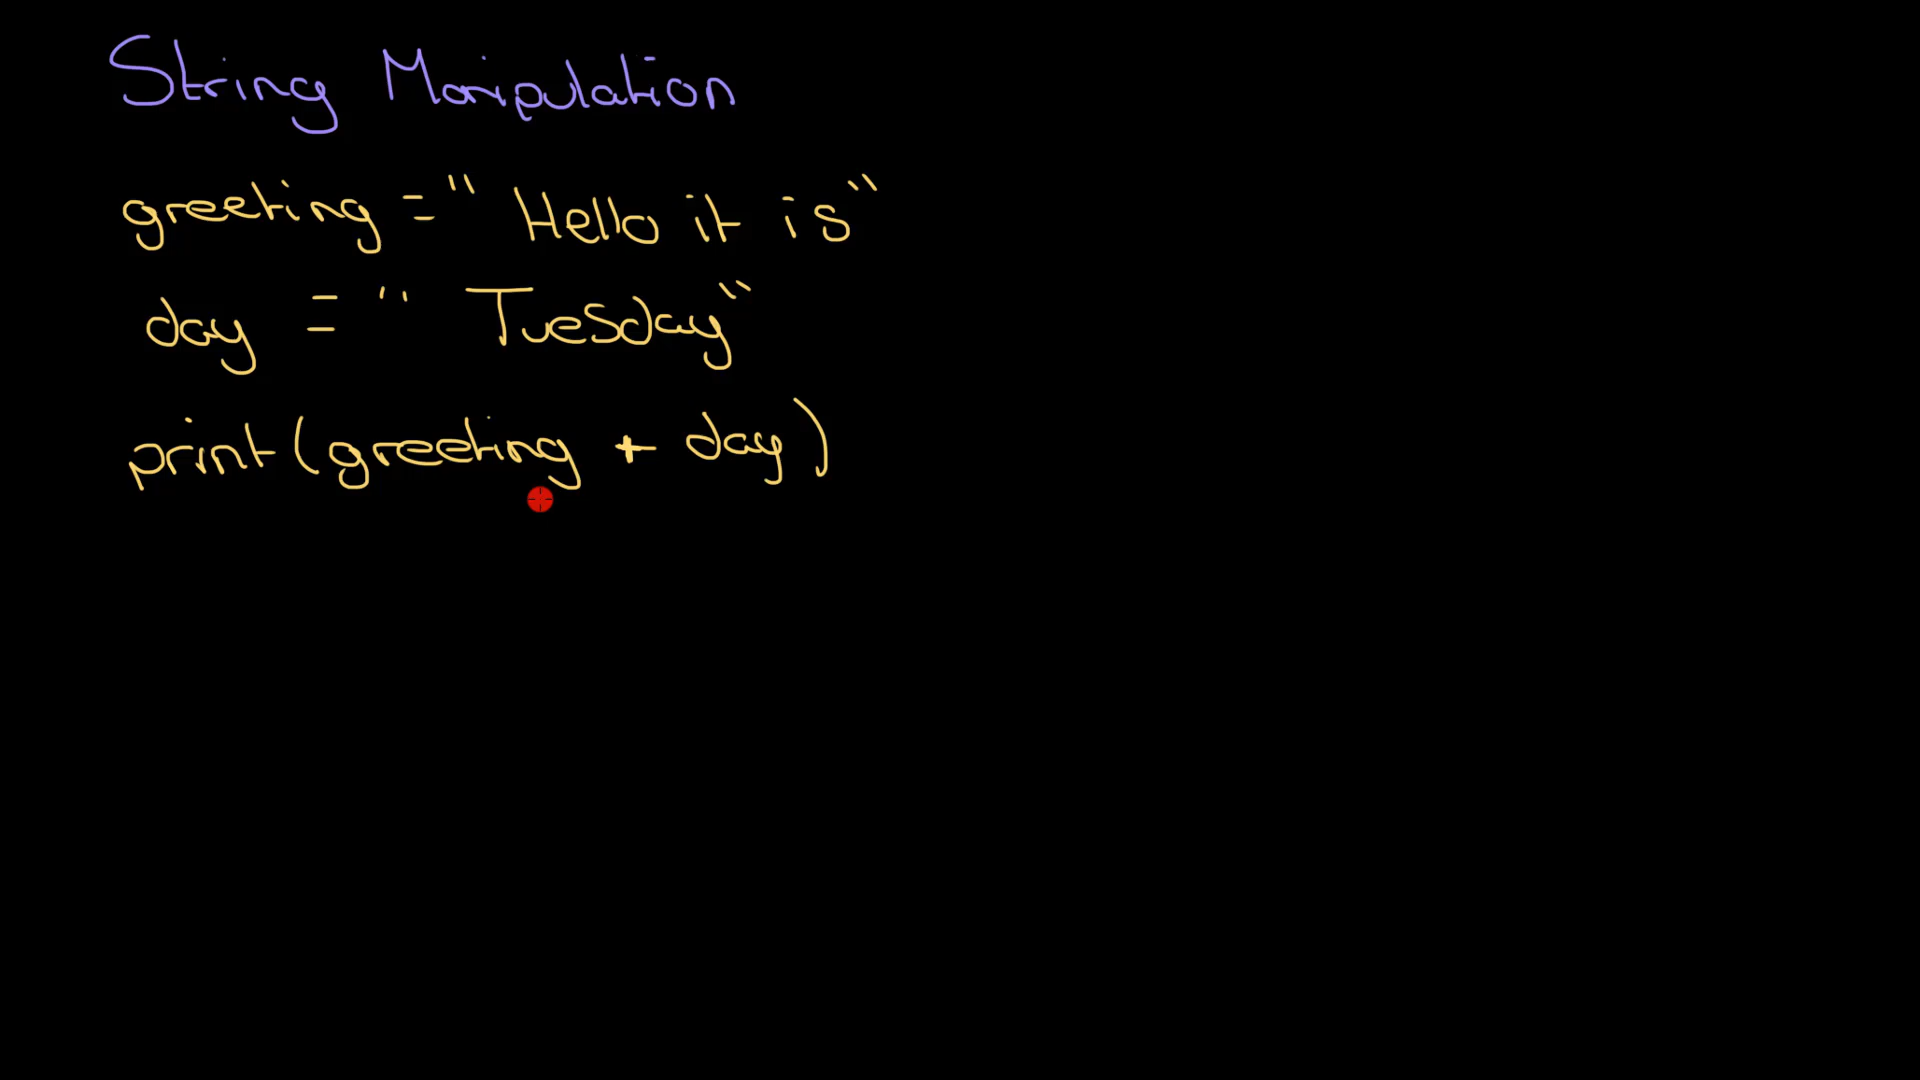 String Manipulation
greeting = "Hello it is"
day = " Tuesday"
print(greeting + day)